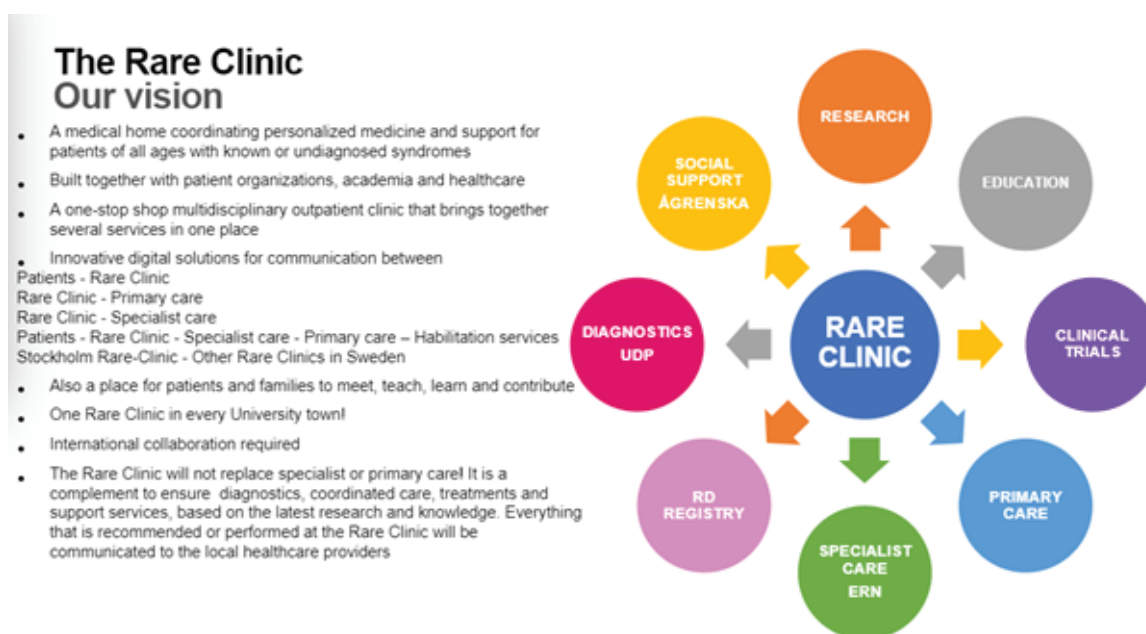 The Rare Clinic
Our vision
• A medical home coordinating personalized medicine and support for
patients of all ages with known or undiagnosed syndromes
• Built together with patient organizations, academia and healthcare
• A one-stop shop multidisciplinary outpatient clinic that brings together
several services in one place
• Innovative digital solutions for communication between
Patients - Rare Clinic
Rare Clinic - Primary care
Rare Clinic - Specialist care
Patients - Rare Clinic - Specialist care - Primary care – Habilitation services
Stockholm Rare-Clinic - Other Rare Clinics in Sweden
• Also a place for patients and families to meet, teach, learn and contribute
• One Rare Clinic in every University town!
• International collaboration required
• The Rare Clinic will not replace specialist or primary care! It is a
complement to ensure diagnostics, coordinated care, treatments and
support services, based on the latest research and knowledge. Everything
that is recommended or performed at the Rare Clinic will be
communicated to the local healthcare providers
RESEARCH
EDUCATION
CLINICAL
TRIALS
PRIMARY
CARE
SPECIALIST
CARE
ERN
RD
REGISTRY
DIAGNOSTICS
UDP
SOCIAL
SUPPORT
ÅGRENSKA
RARE
CLINIC